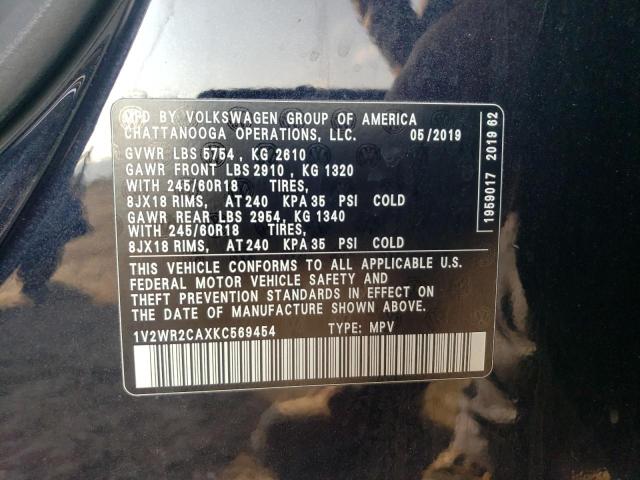 MFD BY VOLKSWAGEN GROUP OF AMERICA
CHATTANOOGA OPERATIONS, LLC. 05/2019
GVWR LBS 5754 , KG 2610
GAWR FRONT LBS 2910 , KG 1320
WITH 245/60R18 TIRES,
8JX18 RIMS, AT 240 KPA 35 PSI COLD
GAWR REAR LBS 2954, KG 1340
WITH 245/60R18 TIRES,
8JX18 RIMS, AT 240 KPA 35 PSI COLD
THIS VEHICLE CONFORMS TO ALL APPLICABLE U.S.
FEDERAL MOTOR VEHICLE SAFETY AND
THEFT PREVENTION STANDARDS IN EFFECT ON
THE DATE OF MANUFACTURE SHOWN ABOVE.
1V2WR2CAXKC569454 TYPE: MPV
1959017 2019 62